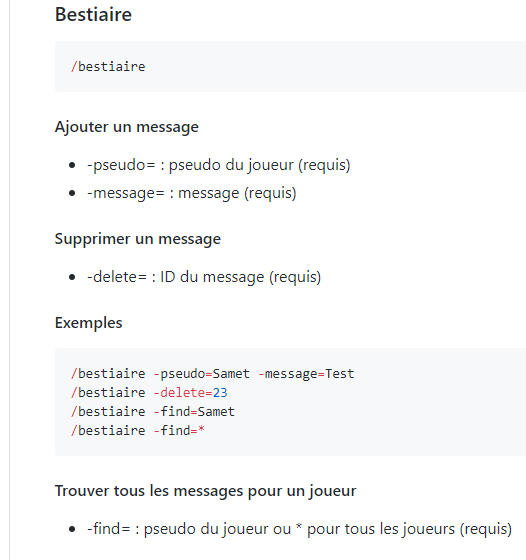 Bestiaire
/bestiaire
Ajouter un message
-pseudo= : pseudo du joueur (requis)
-message= : message (requis)
Supprimer un message
-delete= : ID du message (requis)
Exemples
/bestiaire -pseudo=Samet -message=Test
/bestiaire -delete=23
/bestiaire -find=Samet
/bestiaire -find=*
Trouver tous les messages pour un joueur
-find= : pseudo du joueur ou * pour tous les joueurs (requis)